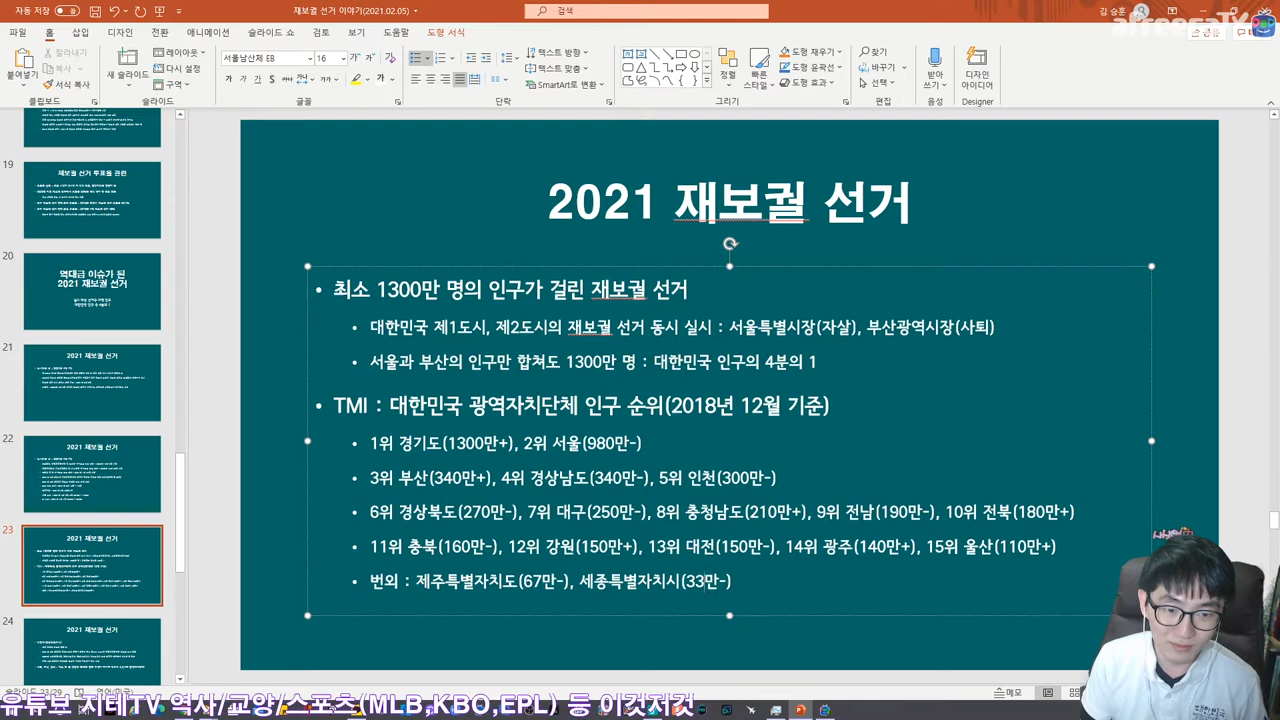 자동 저장
재보궐 선거 이야기(2021.02.05)
검색
김 승훈
afreecaTV
파일 홈 삽입 디자인 전환 애니메이션 슬라이드 쇼 검토 보기 도움말 도형 서식
공유
붙여넣기
잘라내기
복사
서식 복사
클립보드
새 슬라이드
레이아웃
다시 설정
구역
슬라이드
서울남산체 EB
16
글꼴
텍스트 방향
텍스트 맞춤
SmartArt로 변환
단락
정렬
빠른 스타일
도형 채우기
도형 윤곽선
도형 효과
그리기
찾기
바꾸기
선택
편집
받아쓰기
음성
디자인 아이디어
Designer
19
재보궐 선거 투표율 관련
20
역대급 이슈가 된
2021 재보궐 선거
21
2021 재보궐 선거
22
2021 재보궐 선거
23
2021 재보궐 선거
24
2021 재보궐 선거
2021 재보궐 선거
• 최소 1300만 명의 인구가 걸린 재보궐 선거
• 대한민국 제1도시, 제2도시의 재보궐 선거 동시 실시 : 서울특별시장(자살), 부산광역시장(사퇴)
• 서울과 부산의 인구만 합쳐도 1300만 명 : 대한민국 인구의 4분의 1
• TMI : 대한민국 광역자치단체 인구 순위(2018년 12월 기준)
• 1위 경기도(1300만+), 2위 서울(980만-)
• 3위 부산(340만+), 4위 경상남도(340만-), 5위 인천(300만-)
• 6위 경상북도(270만-), 7위 대구(250만-), 8위 충청남도(210만+), 9위 전남(190만-), 10위 전북(180만+)
• 11위 충북(160만-), 12위 강원(150만+), 13위 대전(150만-), 14위 광주(140만+), 15위 울산(110만+)
• 번외 : 제주특별자치도(67만-), 세종특별자치시(33만-)
슬라이드 23/29
영어(미국)
메모
유튜브 지테TV 역사/교양/스포츠(MLB,KBO,EPL) 등 이것저것